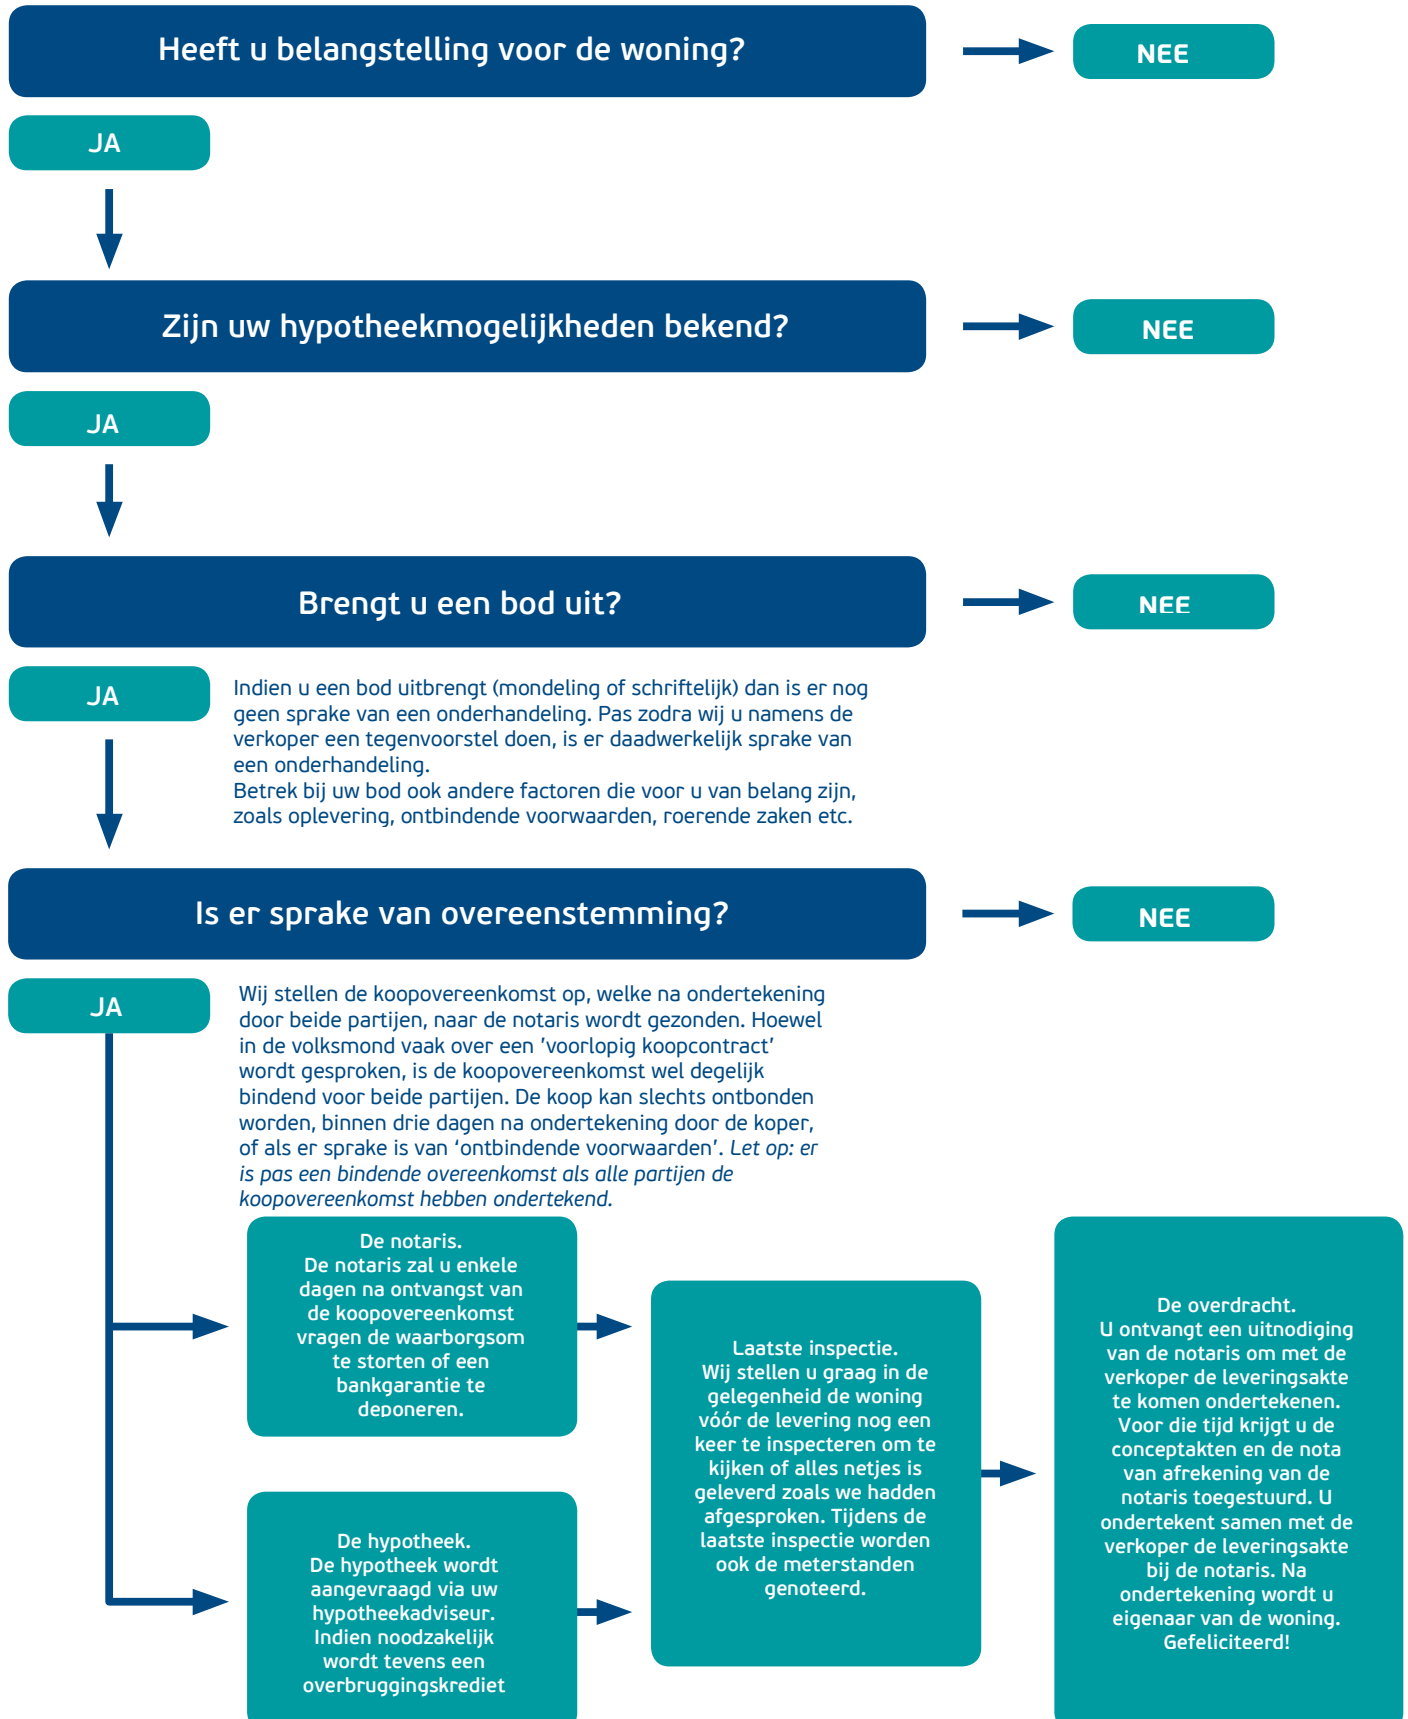 Heeft u belangstelling voor de woning?
NEE
JA
Zijn uw hypotheekmogelijkheden bekend?
NEE
JA
Brengt u een bod uit?
NEE
JA
Indien u een bod uitbrengt (mondeling of schriftelijk) dan is er nog
geen sprake van een onderhandeling. Pas zodra wij u namens de
verkoper een tegenvoorstel doen, is er daadwerkelijk sprake van
een onderhandeling.
Betrek bij uw bod ook andere factoren die voor u van belang zijn,
zoals oplevering, ontbindende voorwaarden, roerende zaken etc.
Is er sprake van overeenstemming?
NEE
JA
Wij stellen de koopovereenkomst op, welke na ondertekening
door beide partijen, naar de notaris wordt gezonden. Hoewel
in de volksmond vaak over een 'voorlopig koopcontract'
wordt gesproken, is de koopovereenkomst wel degelijk
bindend voor beide partijen. De koop kan slechts ontbonden
worden, binnen drie dagen na ondertekening door de koper,
of als er sprake is van ‘ontbindende voorwaarden’. Let op: er
is pas een bindende overeenkomst als alle partijen de
koopovereenkomst hebben ondertekend.
De notaris.
De notaris zal u enkele
dagen na ontvangst van
de koopovereenkomst
vragen de waarborgsom
te storten of een
bankgarantie te
deponeren.
De hypotheek.
De hypotheek wordt
aangevraagd via uw
hypotheekadviseur.
Indien noodzakelijk
wordt tevens een
overbruggingskrediet
Laatste inspectie.
Wij stellen u graag in de
gelegenheid de woning
vóór de levering nog een
keer te inspecteren om te
kijken of alles netjes is
geleverd zoals we hadden
afgesproken. Tijdens de
laatste inspectie worden
ook de meterstanden
genoteerd.
De overdracht.
U ontvangt een uitnodiging
van de notaris om met de
verkoper de leveringsakte
te komen ondertekenen.
Voor die tijd krijgt u de
conceptakten en de nota
van afrekening van de
notaris toegestuurd. U
ondertekent samen met de
verkoper de leveringsakte
bij de notaris. Na
ondertekening wordt u
eigenaar van de woning.
Gefeliciteerd!